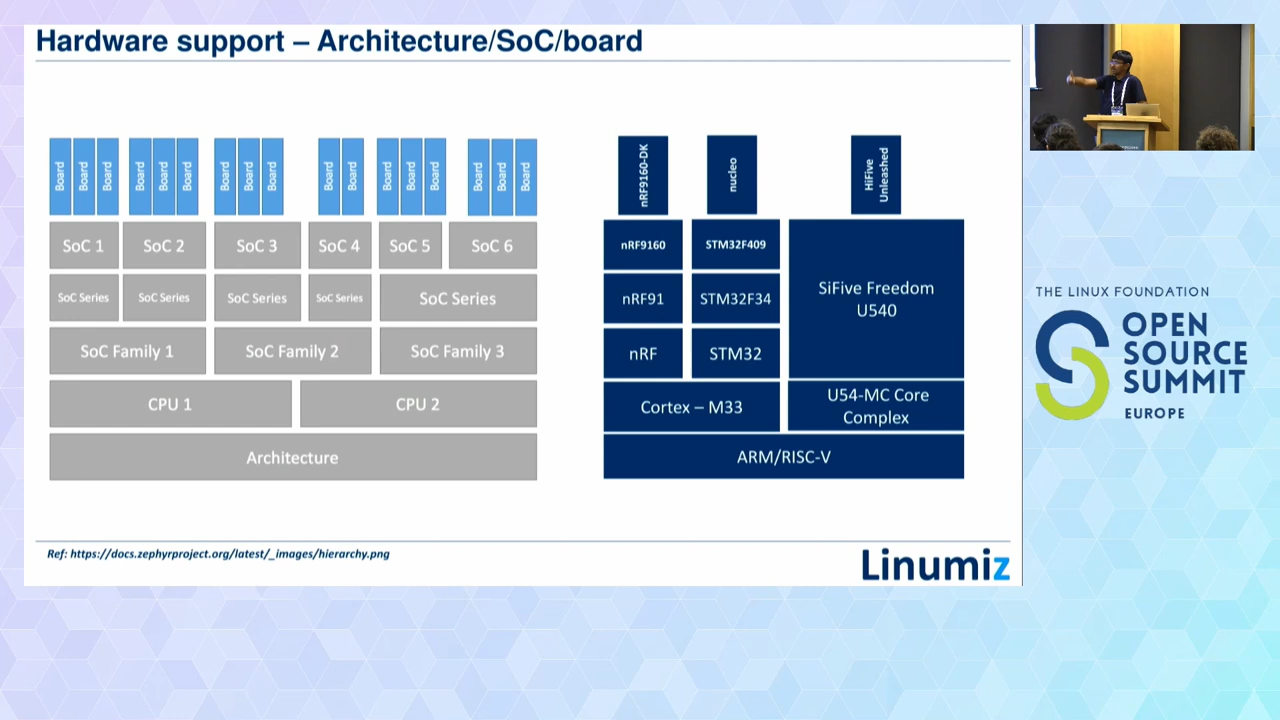 Hardware support – Architecture/SoC/board
Board Board Board Board Board Board Board Board Board Board Board Board Board Board Board Board Board
SoC 1 SoC 2 SoC 3 SoC 4 SoC 5 SoC 6
SoC Series SoC Series SoC Series SoC Series SoC Series
SoC Family 1 SoC Family 2 SoC Family 3
CPU 1 CPU 2
Architecture
nRF9160-DK nucleo HiFive Unleashed
nRF9160 STM32F409
nRF91 STM32F34
nRF STM32
SiFive Freedom
U540
Cortex – M33
U54-MC Core
Complex
ARM/RISC-V
Ref: https://docs.zephyrproject.org/latest/_images/hierarchy.png
Linumiz
THE LINUX FOUNDATION
OPEN
SOURCE
SUMMIT
EUROPE